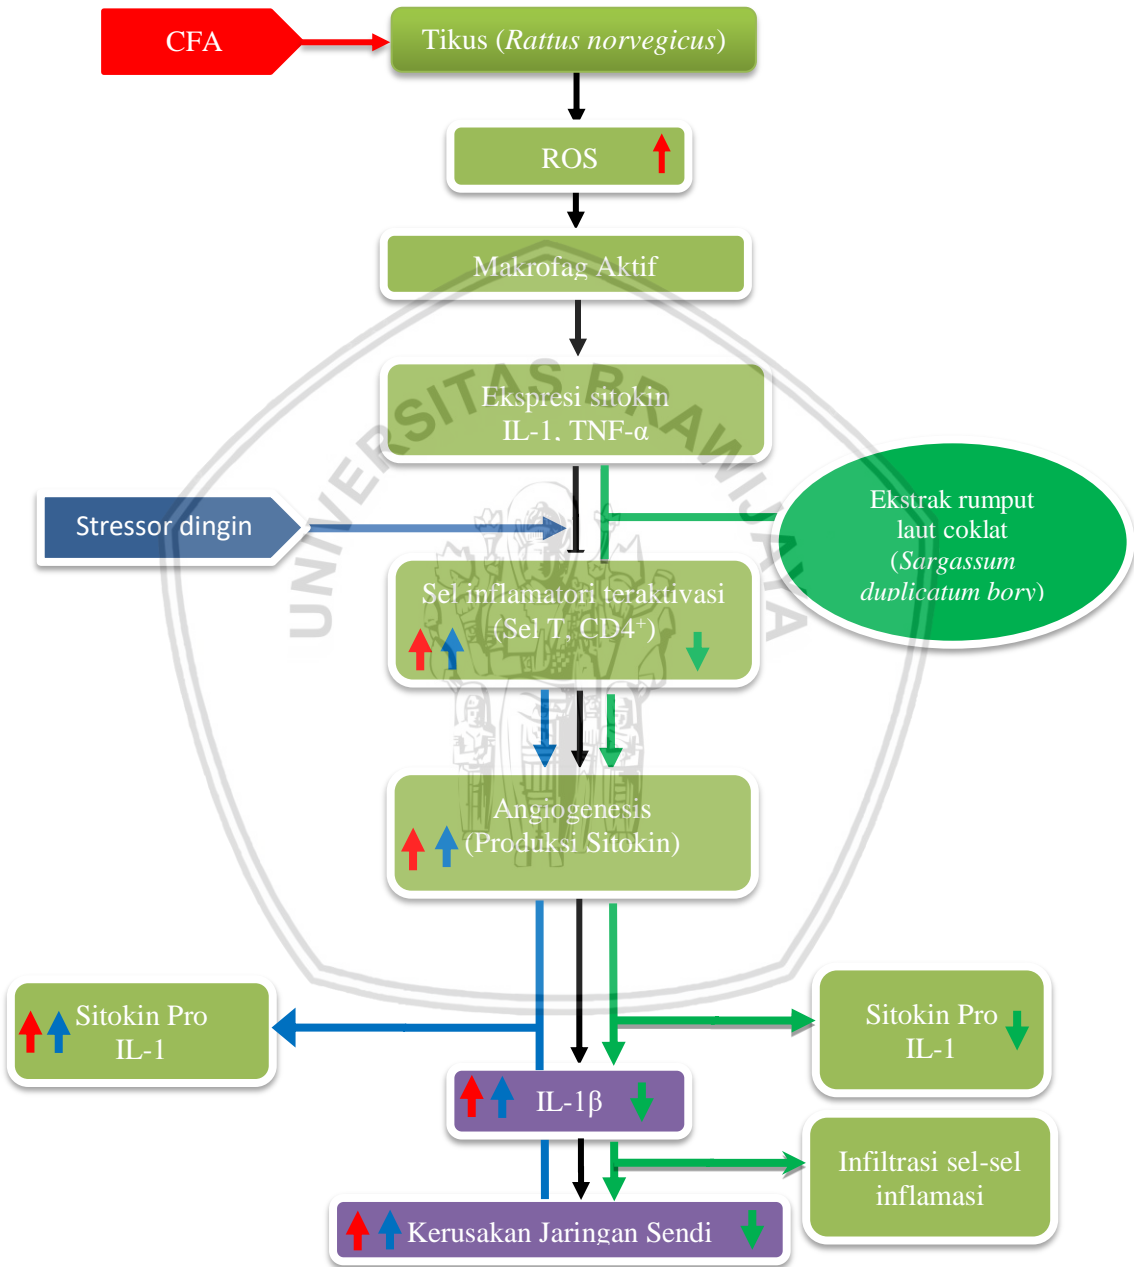 CFA
Tikus (Rattus norvegicus)
ROS
Makrofag Aktif
Ekspresi sitokin
IL-1, TNF-α
UNIVERSITAS BRAWIJAYA
Stressor dingin
Ekstrak rumput
laut coklat
(Sargassum
duplicatum bory)
Sel inflamatori teraktivasi
(Sel T, CD4⁺)
Angiogenesis
(Produksi Sitokin)
Sitokin Pro
IL-1
Sitokin Pro
IL-1
IL-1β
Infiltrasi sel-sel
inflamasi
Kerusakan Jaringan Sendi